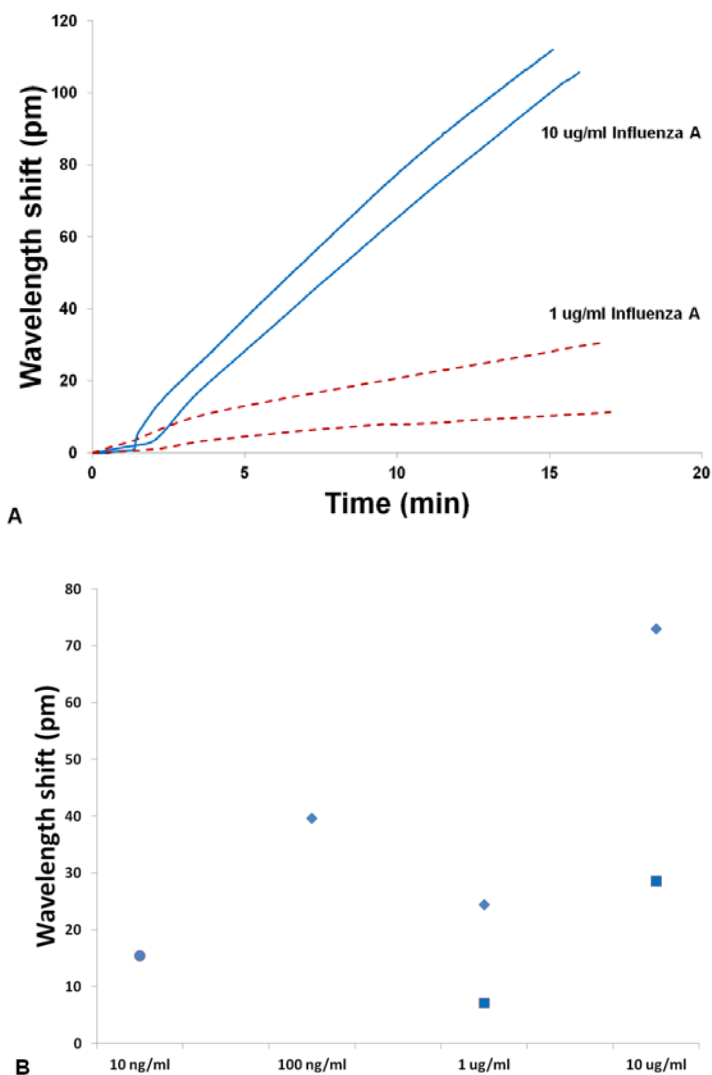 120
100
80
60
40
20
0
Wavelength shift (pm)
10 ug/ml Influenza A
1 ug/ml Influenza A
0 5 10 15 20
Time (min)
A
80
70
60
50
40
30
20
10
0
Wavelength shift (pm)
10 ng/ml 100 ng/ml 1 ug/ml 10 ug/ml
B